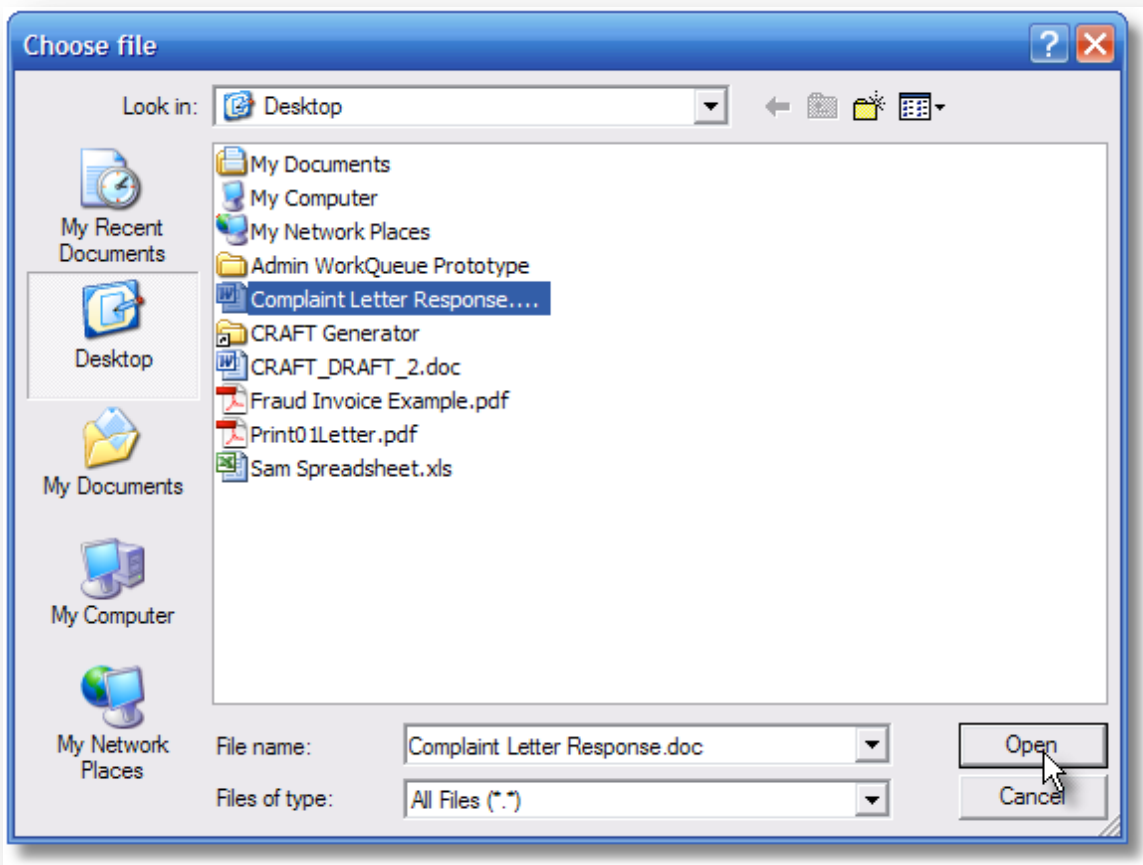 Choose file
Look in: Desktop
My Recent
Documents
Desktop
My Documents
My Computer
My Network
Places
My Documents
My Computer
My Network Places
Admin WorkQueue Prototype
Complaint Letter Response....
CRAFT Generator
CRAFT_DRAFT_2.doc
Fraud Invoice Example.pdf
Print01Letter.pdf
Sam Spreadsheet.xls
File name: Complaint Letter Response.doc Open
Files of type: All Files (*.*) Cancel